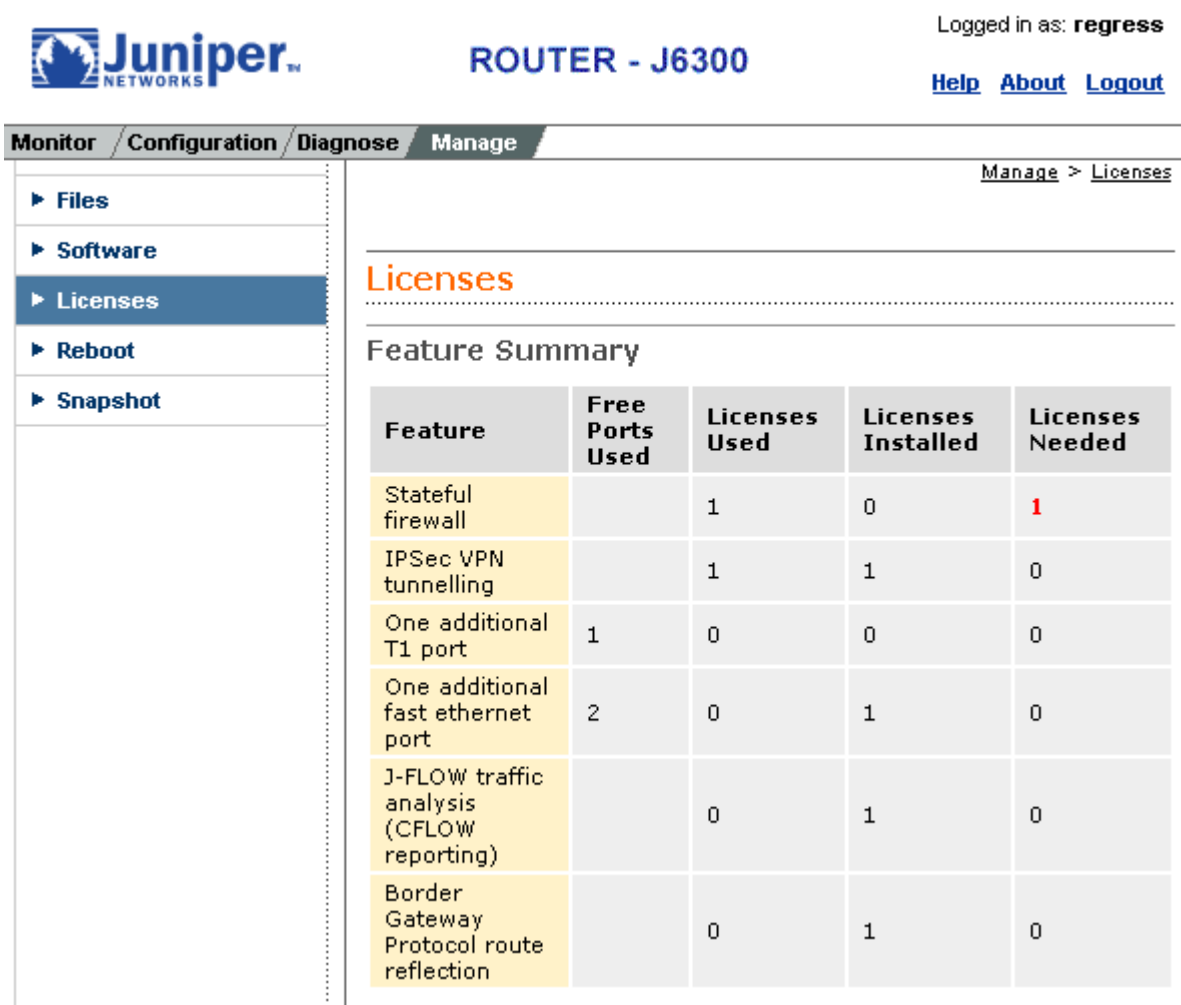 Juniper™
NETWORKS
ROUTER - J6300
Logged in as: regress
Help About Logout
Monitor Configuration Diagnose Manage
Manage > Licenses
Files
Software
Licenses
Reboot
Snapshot
Licenses
Feature Summary
Feature
Free
Ports
Used
Licenses
Used
Licenses
Installed
Licenses
Needed
Stateful
firewall
1 0 1
IPSec VPN
tunnelling
1 1 0
One additional
T1 port
1 0 0 0
One additional
fast ethernet
port
2 0 1 0
J-FLOW traffic
analysis
(CFLOW
reporting)
0 1 0
Border
Gateway
Protocol route
reflection
0 1 0